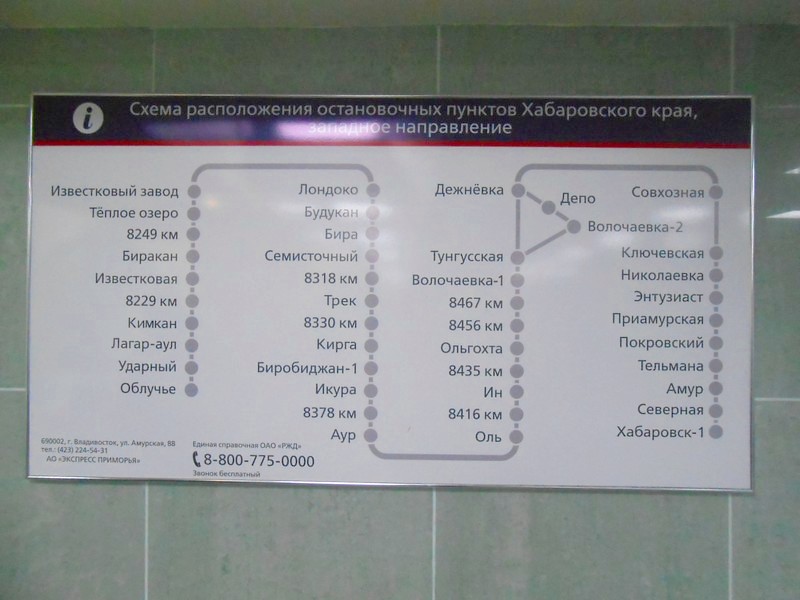 i
Схема расположения остановочных пунктов Хабаровского края,
западное направление
Известковый завод
Тёплое озеро
8249 км
Биракан
Известковая
8229 км
Кимкан
Лагар-аул
Ударный
Облучье
Лондоко
Будукан
Бира
Семисточный
8318 км
Трек
8330 км
Кирга
Биробиджан-1
Икура
8378 км
Аур
Дежнёвка
Депо
Волочаевка-2
Тунгусская
Волочаевка-1
8467 км
8456 км
Ольгохта
8435 км
Ин
8416 км
Оль
Совхозная
Ключевская
Николаевка
Энтузиаст
Приамурская
Покровский
Тельмана
Амур
Северная
Хабаровск-1
690002, г. Владивосток, ул. Амурская, 88
тел.: (423) 224-54-31
АО «ЭКСПРЕСС ПРИМОРЬЯ»
Единая справочная ОАО «РЖД»
8-800-775-0000
Звонок бесплатный